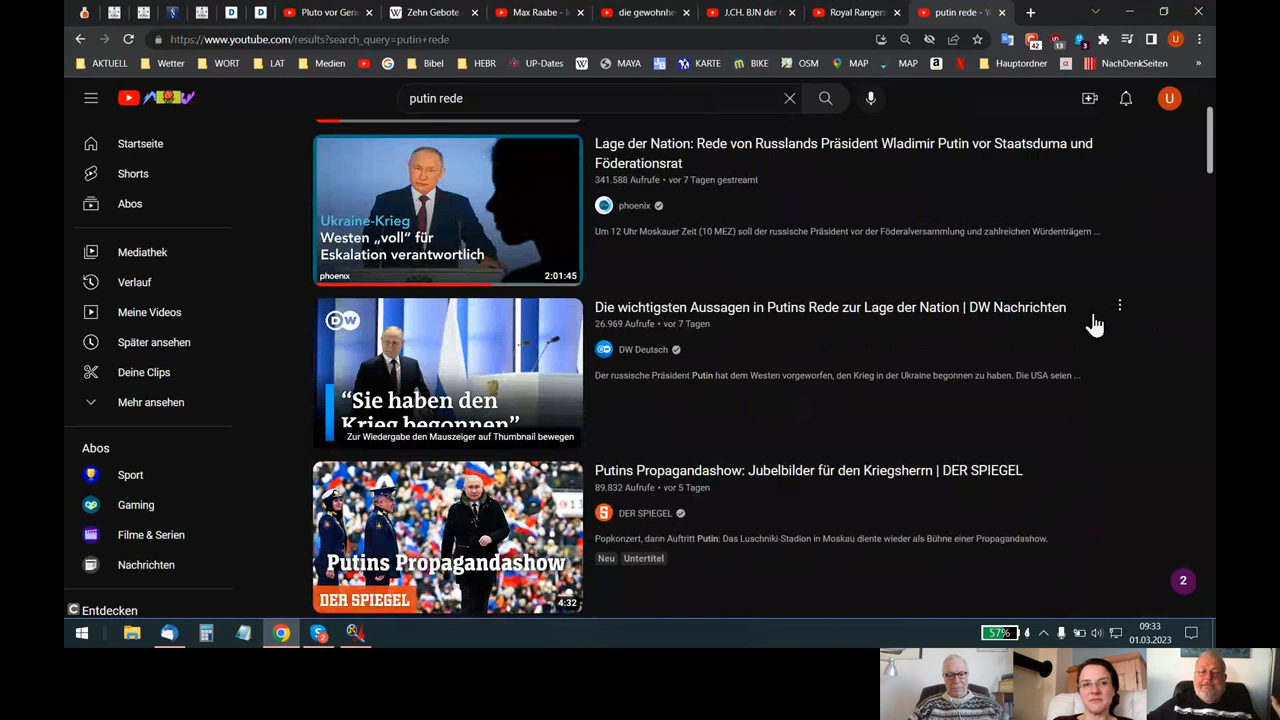 Pluto vor Geri
Zehn Gebote
Max Raabe -
die gewohnhe
J.CH. BJN der
Royal Rangers
putin rede -
https://www.youtube.com/results?search_query=putin+rede
42
13
3
U
AKTUELL
Wetter
WORT
LAT
Medien
Bibel
HEBR
UP-Dates
MAYA
KARTE
BIKE
OSM
MAP
MAP
Hauptordner
NachDenkSeiten
putin rede
U
Startseite
Shorts
Abos
Mediathek
Verlauf
Meine Videos
Später ansehen
Deine Clips
Mehr ansehen
Abos
Sport
Gaming
Filme & Serien
Nachrichten
Entdecken
Ukraine-Krieg
Westen „voll“ für
Eskalation verantwortlich
phoenix
2:01:45
Lage der Nation: Rede von Russlands Präsident Wladimir Putin vor Staatsduma und
Föderationsrat
341.588 Aufrufe • vor 7 Tagen gestreamt
phoenix
Um 12 Uhr Moskauer Zeit (10 MEZ) soll der russische Präsident vor der Föderalversammlung und zahlreichen Würdenträgern ...
DW
“Sie haben den
Krieg begonnen”
Zur Wiedergabe den Mauszeiger auf Thumbnail bewegen
Die wichtigsten Aussagen in Putins Rede zur Lage der Nation | DW Nachrichten
26.969 Aufrufe • vor 7 Tagen
DW Deutsch
Der russische Präsident Putin hat dem Westen vorgeworfen, den Krieg in der Ukraine begonnen zu haben. Die USA seien ...
Putins Propagandashow
DER SPIEGEL
4:32
Putins Propagandashow: Jubelbilder für den Kriegsherrn | DER SPIEGEL
89.832 Aufrufe • vor 5 Tagen
DER SPIEGEL
Popkonzert, dann Auftritt Putin: Das Luschniki-Stadion in Moskau diente wieder als Bühne einer Propagandashow.
Neu Untertitel
2
57%
09:33
01.03.2023